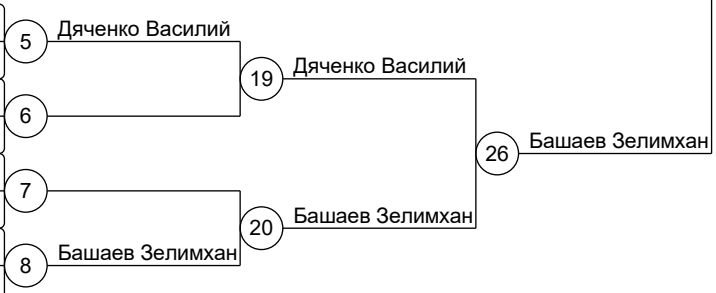 5 Дяченко Василий
19 Дяченко Василий
6
26 Башаев Зелимхан
7
20 Башаев Зелимхан
8 Башаев Зелимхан